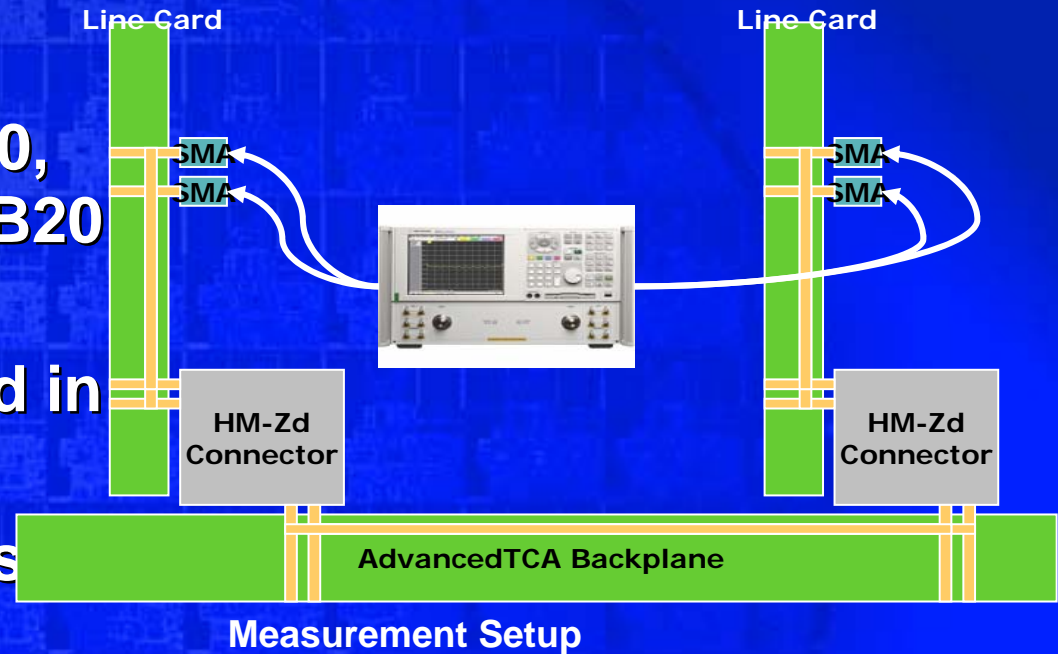 Line Card Line Card
0,
SMA SMA
B20
SMA SMA
d in
HM-Zd
Connector
HM-Zd
Connector
s
AdvancedTCA Backplane
Measurement Setup